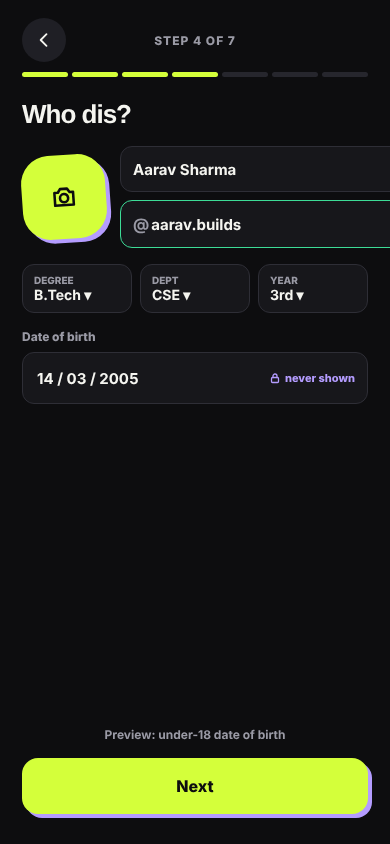 STEP 4 OF 7
Who dis?
Aarav Sharma
@aarav.builds
DEGREE
B.Tech ▾
DEPT
CSE ▾
YEAR
3rd ▾
Date of birth
14 / 03 / 2005
never shown
Preview: under-18 date of birth
Next